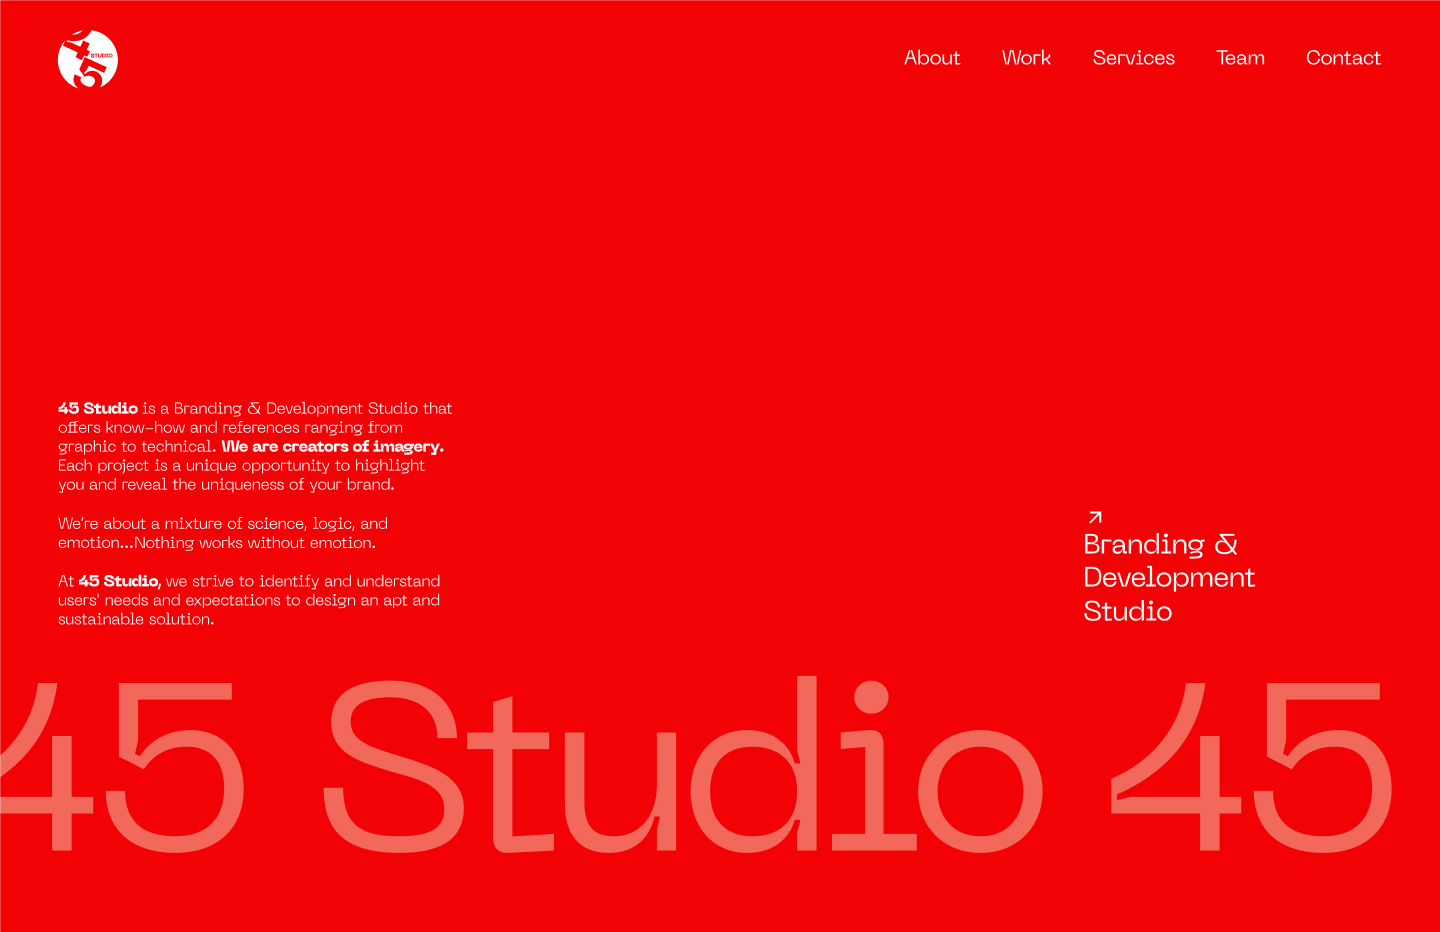 45
STUDIO
About Work Services Team Contact
45 Studio is a Branding & Development Studio that
offers know-how and references ranging from
graphic to technical. We are creators of imagery.
Each project is a unique opportunity to highlight
you and reveal the uniqueness of your brand.
We're about a mixture of science, logic, and
emotion...Nothing works without emotion.
At 45 Studio, we strive to identify and understand
users' needs and expectations to design an apt and
sustainable solution.
Branding &
Development
Studio
45 Studio 45